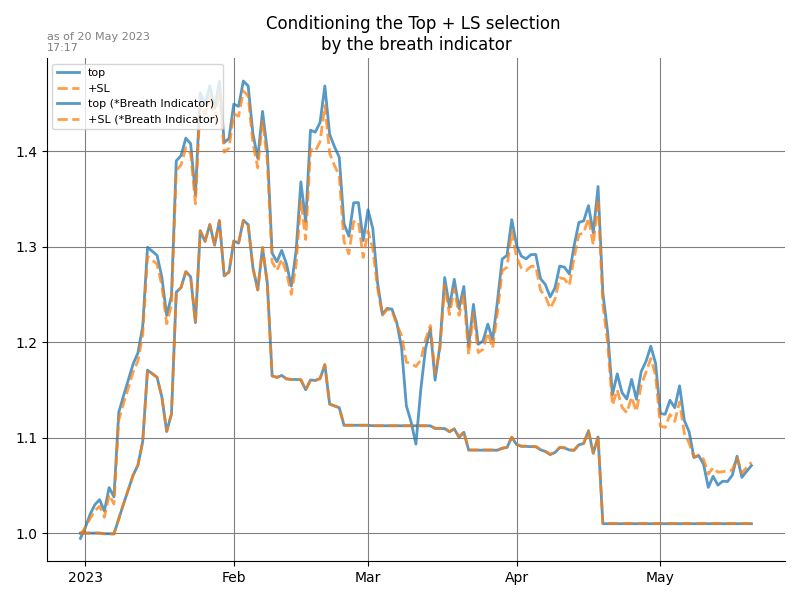 Conditioning the Top + LS selection
by the breath indicator
as of 20 May 2023
17:17
top
+SL
top (*Breath Indicator)
+SL (*Breath Indicator)
1.4
1.3
1.2
1.1
1.0
2023 Feb Mar Apr May